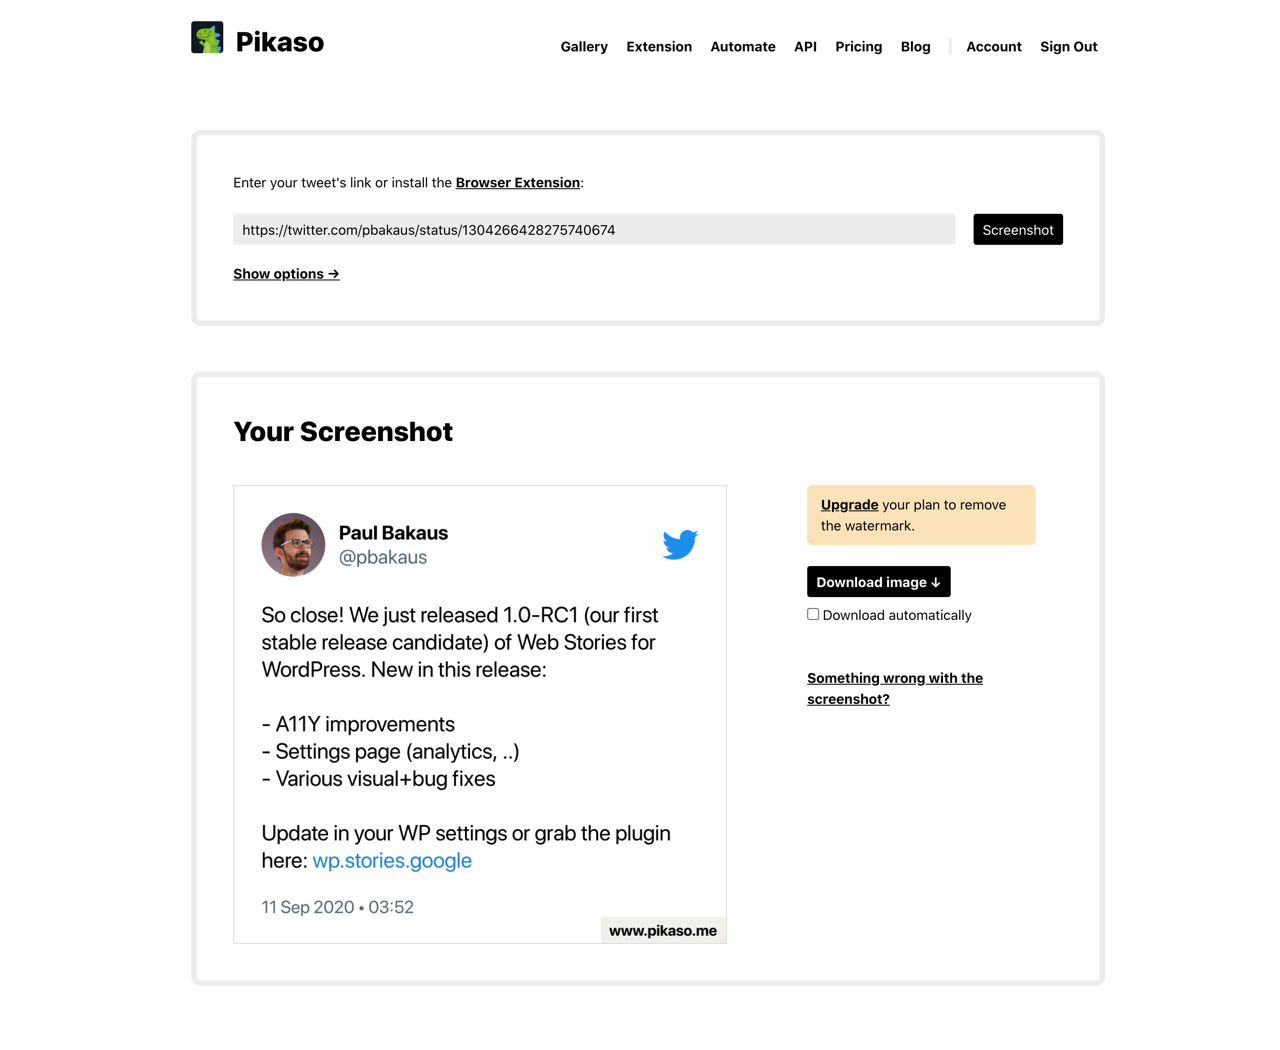 Pikaso
Gallery Extension Automate API Pricing Blog Account Sign Out
Enter your tweet's link or install the Browser Extension:
https://twitter.com/pbakaus/status/1304266428275740674
Screenshot
Show options →
Your Screenshot
Paul Bakaus
@pbakaus
So close! We just released 1.0-RC1 (our first
stable release candidate) of Web Stories for
WordPress. New in this release:
- A11Y improvements
- Settings page (analytics, ..)
- Various visual+bug fixes
Update in your WP settings or grab the plugin
here: wp.stories.google
11 Sep 2020 • 03:52
www.pikaso.me
Upgrade your plan to remove
the watermark.
Download image ↓
Download automatically
Something wrong with the
screenshot?